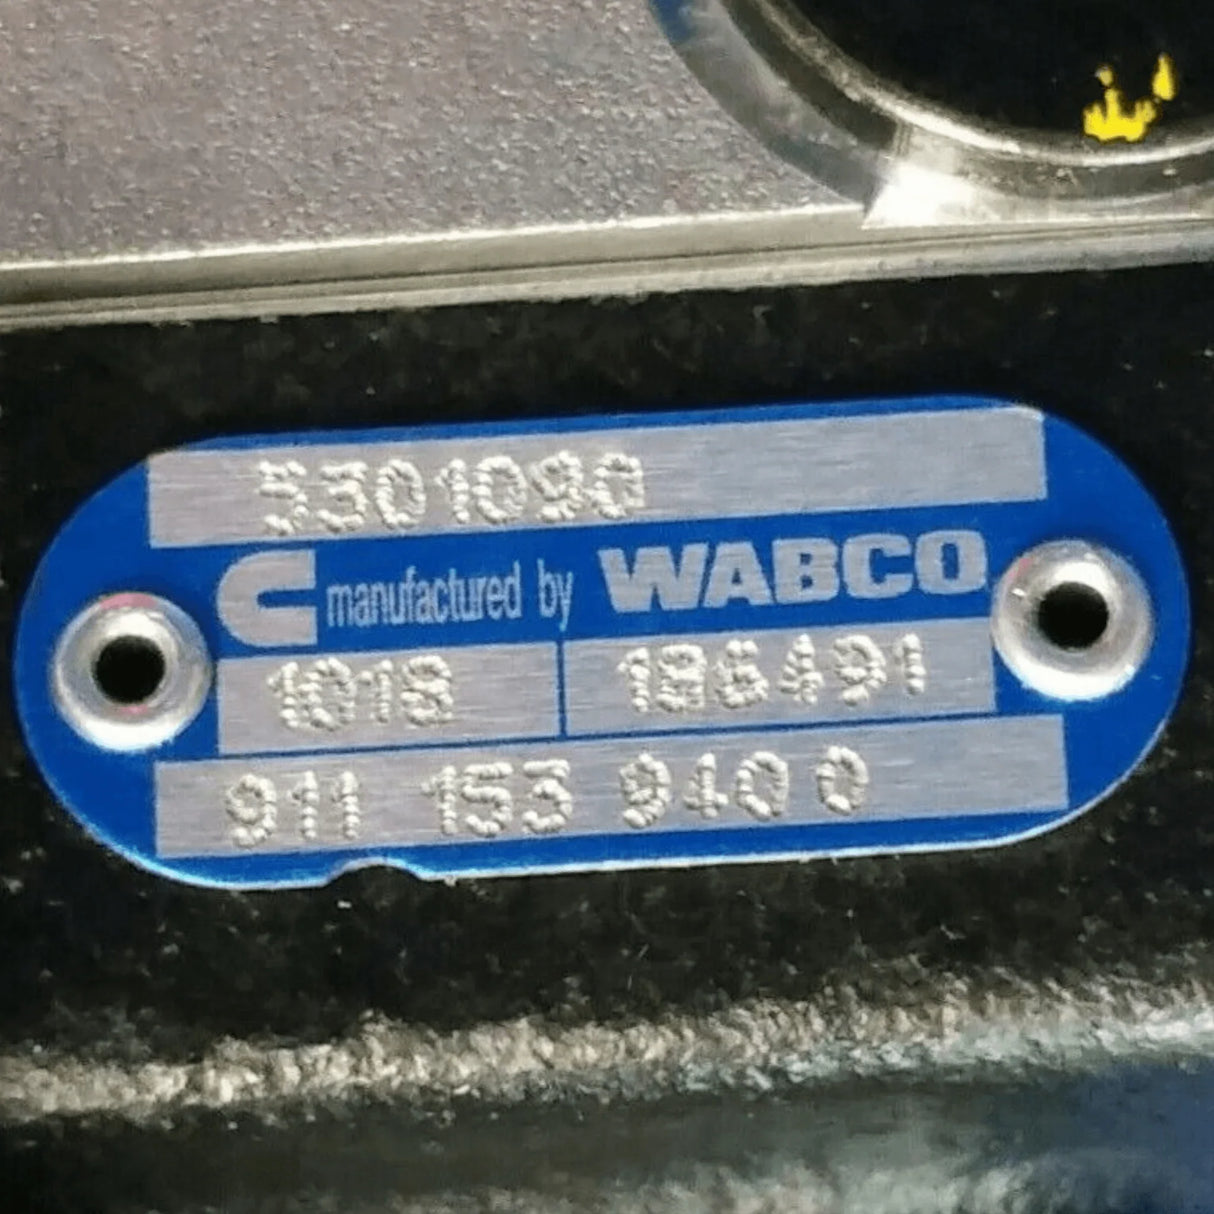 5301090
manufactured by WABCO
1018 186491
911 153 940 0